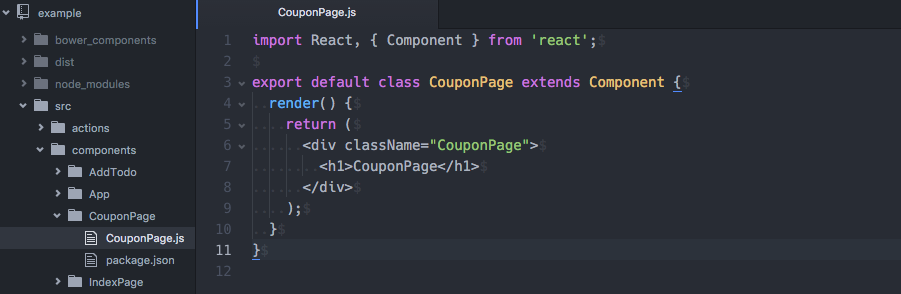 example
bower_components
dist
node_modules
src
actions
components
AddTodo
App
CouponPage
CouponPage.js
package.json
IndexPage
CouponPage.js
1 import React, { Component } from 'react';
2
3 export default class CouponPage extends Component {
4 render() {
5 return (
6 <div className="CouponPage">
7 <h1>CouponPage</h1>
8 </div>
9 );
10 }
11 }
12